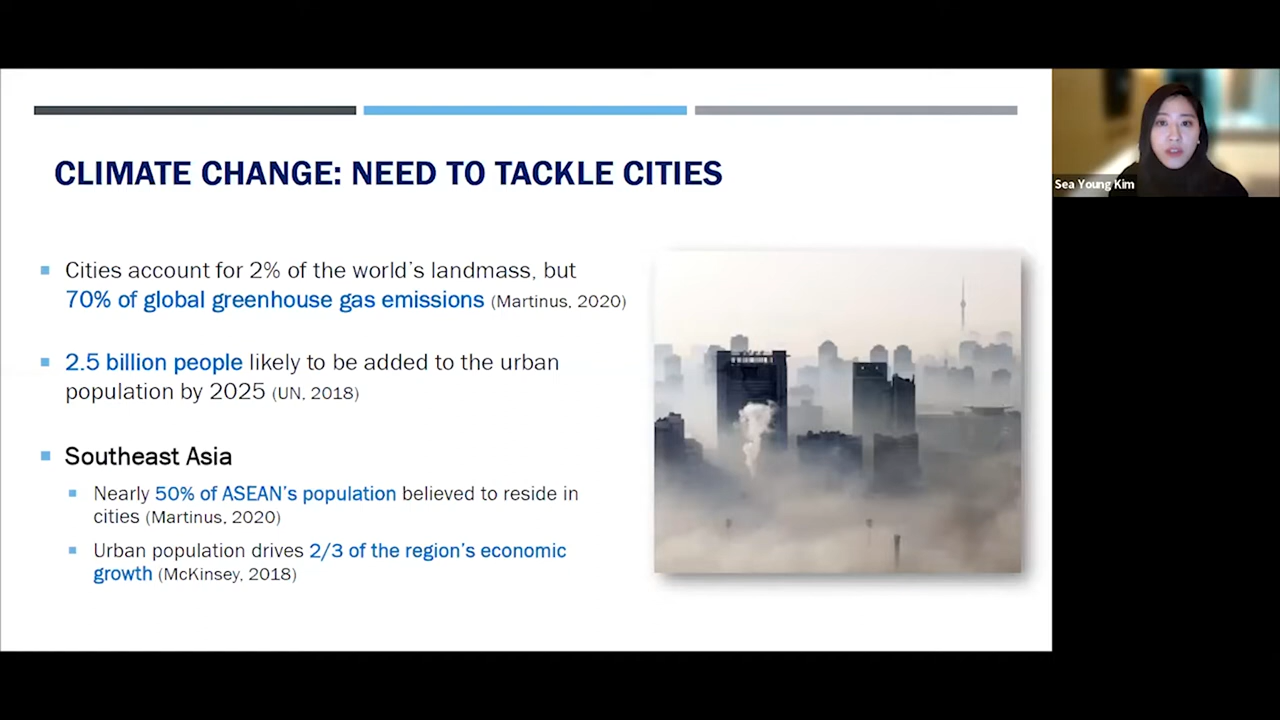 CLIMATE CHANGE: NEED TO TACKLE CITIES
Cities account for 2% of the world's landmass, but
70% of global greenhouse gas emissions (Martinus, 2020)
2.5 billion people likely to be added to the urban
population by 2025 (UN, 2018)
Southeast Asia
Nearly 50% of ASEAN's population believed to reside in
cities (Martinus, 2020)
Urban population drives 2/3 of the region's economic
growth (McKinsey, 2018)
Sea Young Kim